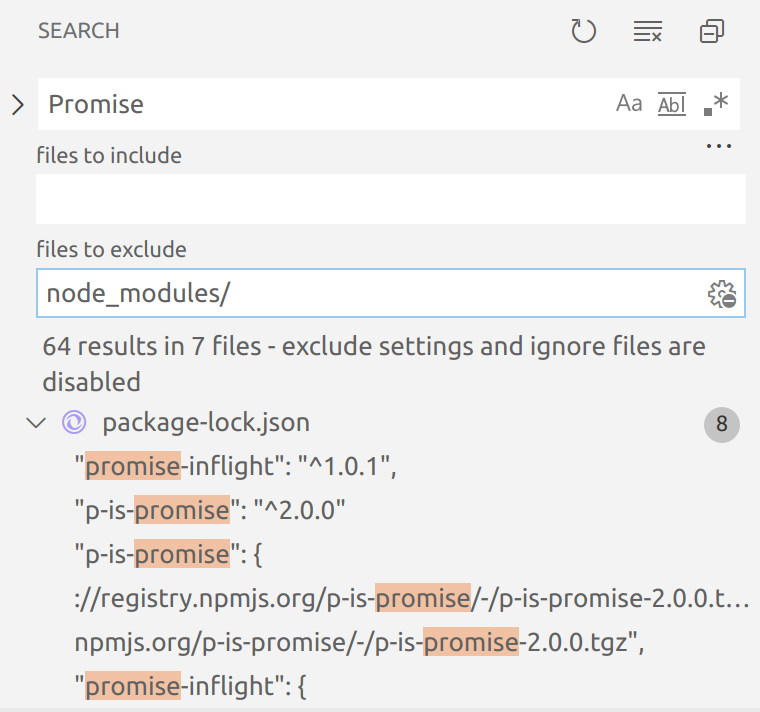 SEARCH
Promise
Aa
Abl
.*
files to include
...
files to exclude
node_modules/
64 results in 7 files - exclude settings and ignore files are
disabled
package-lock.json
8
"promise-inflight": "^1.0.1",
"p-is-promise": "^2.0.0"
"p-is-promise": {
://registry.npmjs.org/p-is-promise/-/p-is-promise-2.0.0.t...
npmjs.org/p-is-promise/-/p-is-promise-2.0.0.tgz",
"promise-inflight": {